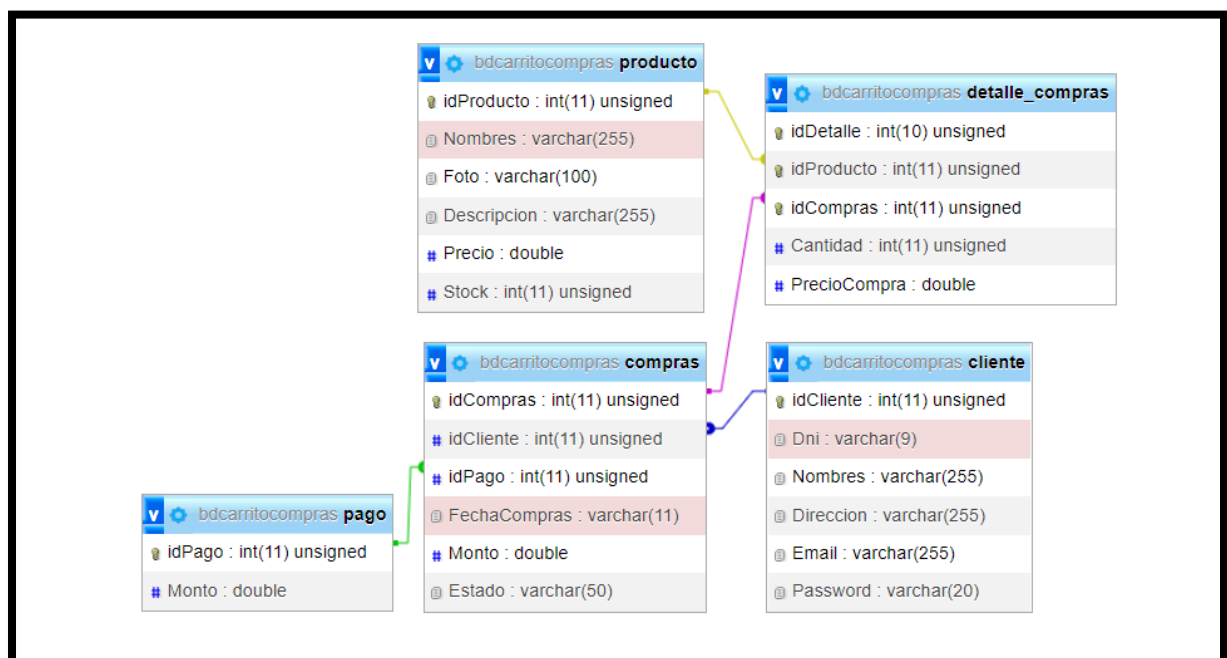 v bdcarritocompras producto
idProducto : int(11) unsigned
Nombres : varchar(255)
Foto : varchar(100)
Descripcion : varchar(255)
# Precio : double
# Stock : int(11) unsigned
v bdcarritocompras detalle_compras
idDetalle : int(10) unsigned
idProducto : int(11) unsigned
idCompras : int(11) unsigned
# Cantidad : int(11) unsigned
# PrecioCompra : double
v bdcarritocompras compras
idCompras : int(11) unsigned
# idCliente : int(11) unsigned
# idPago : int(11) unsigned
FechaCompras : varchar(11)
# Monto : double
Estado : varchar(50)
v bdcarritocompras cliente
idCliente : int(11) unsigned
Dni : varchar(9)
Nombres : varchar(255)
Direccion : varchar(255)
Email : varchar(255)
Password : varchar(20)
v bdcarritocompras pago
idPago : int(11) unsigned
# Monto : double